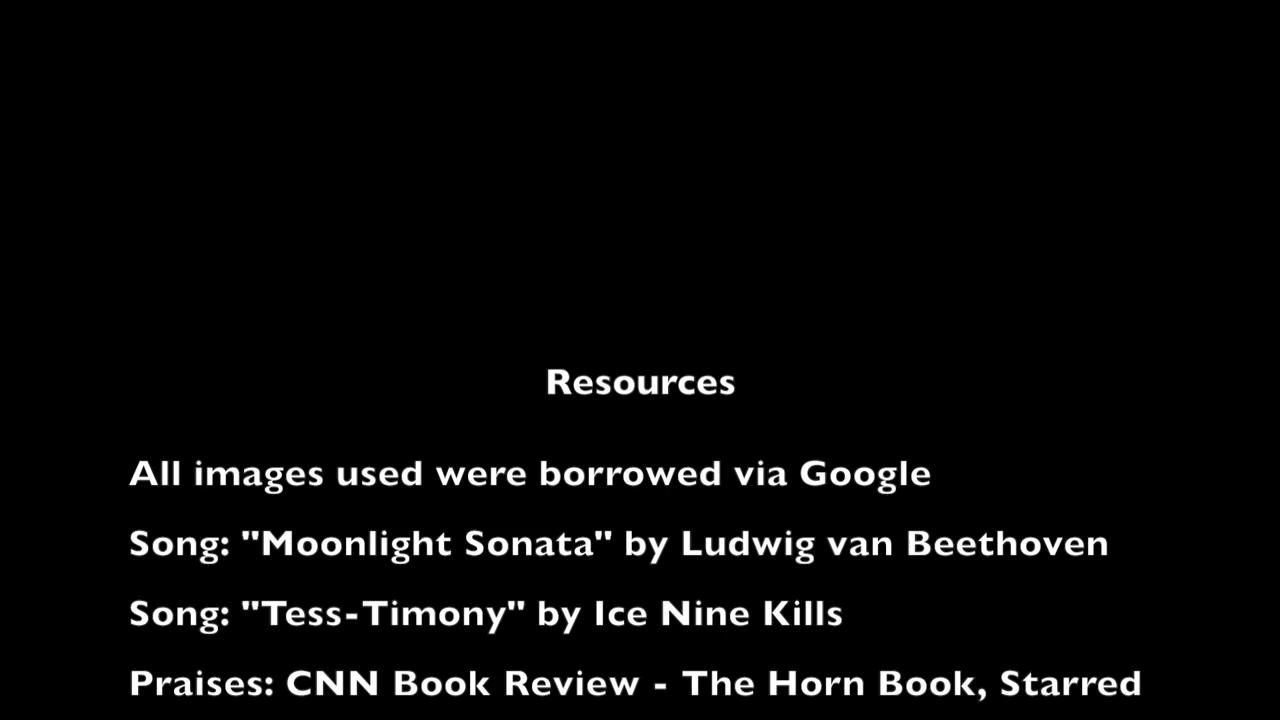 Resources
All images used were borrowed via Google
Song: "Moonlight Sonata" by Ludwig van Beethoven
Song: "Tess-Timony" by Ice Nine Kills
Praises: CNN Book Review - The Horn Book, Starred